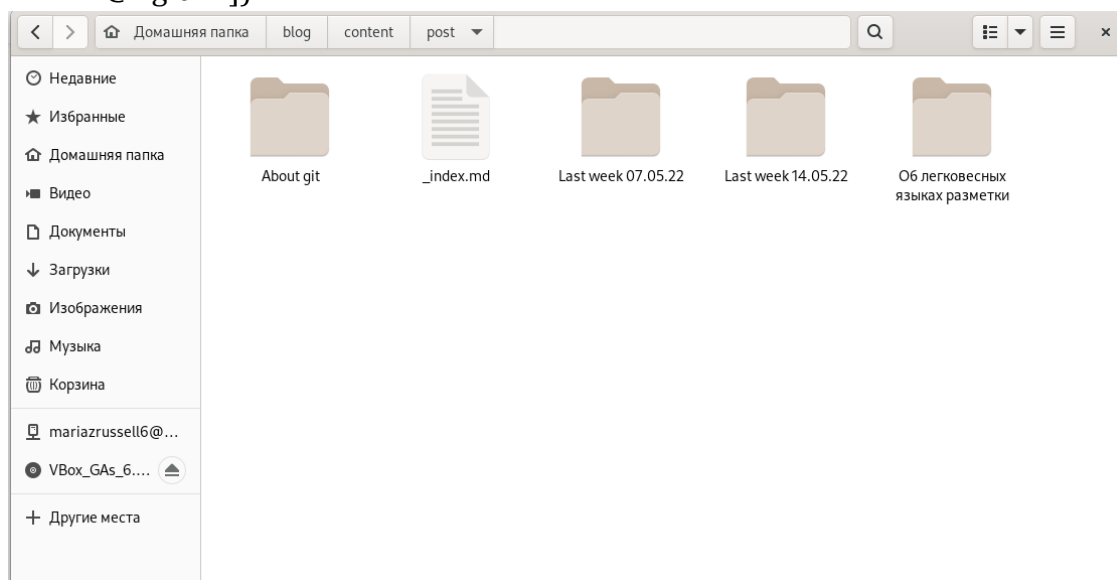 Домашняя папка blog content post
Недавние
Избранные
Домашняя папка
Видео
Документы
Загрузки
Изображения
Музыка
Корзина
mariazrussell6@...
VBox_GAs_6....
Другие места
About git
_index.md
Last week 07.05.22
Last week 14.05.22
Об легковесных
языках разметки